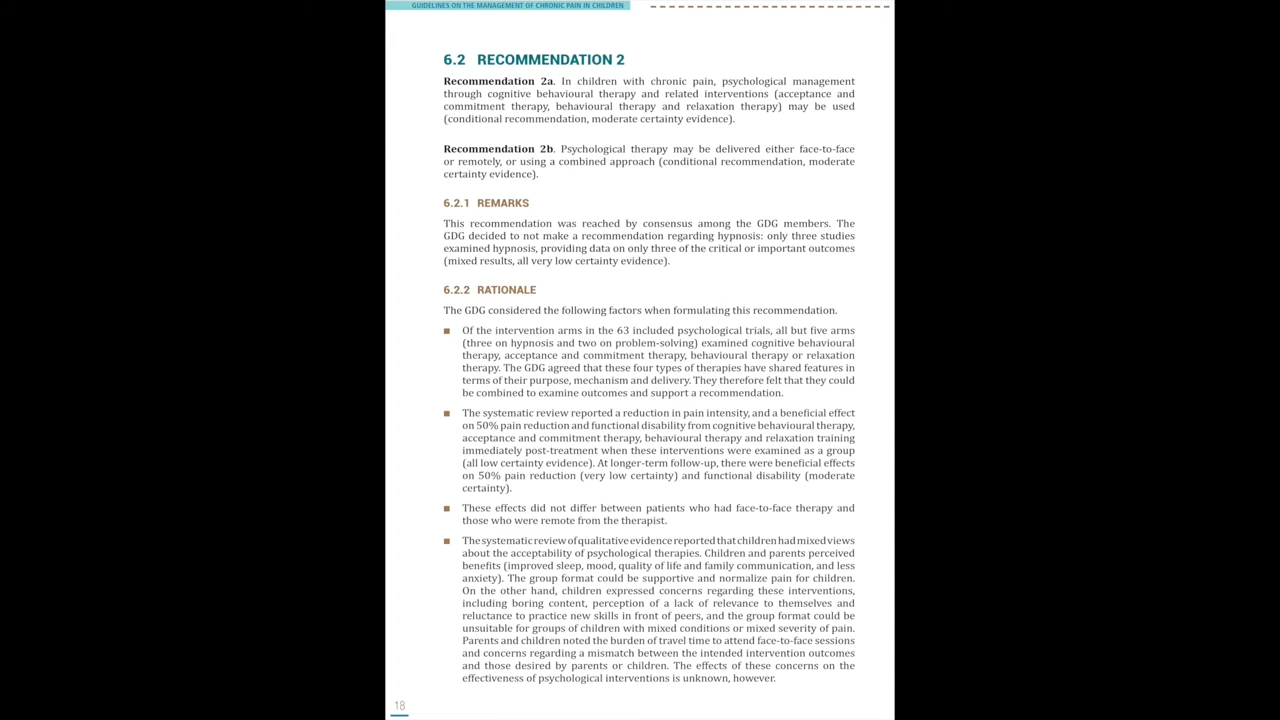 GUIDELINES ON THE MANAGEMENT OF CHRONIC PAIN IN CHILDREN
6.2 RECOMMENDATION 2
Recommendation 2a. In children with chronic pain, psychological management
through cognitive behavioural therapy and related interventions (acceptance and
commitment therapy, behavioural therapy and relaxation therapy) may be used
(conditional recommendation, moderate certainty evidence).
Recommendation 2b. Psychological therapy may be delivered either face-to-face
or remotely, or using a combined approach (conditional recommendation, moderate
certainty evidence).
6.2.1 REMARKS
This recommendation was reached by consensus among the GDG members. The
GDG decided to not make a recommendation regarding hypnosis: only three studies
examined hypnosis, providing data on only three of the critical or important outcomes
(mixed results, all very low certainty evidence).
6.2.2 RATIONALE
The GDG considered the following factors when formulating this recommendation.
■ Of the intervention arms in the 63 included psychological trials, all but five arms
(three on hypnosis and two on problem-solving) examined cognitive behavioural
therapy, acceptance and commitment therapy, behavioural therapy or relaxation
therapy. The GDG agreed that these four types of therapies have shared features in
terms of their purpose, mechanism and delivery. They therefore felt that they could
be combined to examine outcomes and support a recommendation.
■ The systematic review reported a reduction in pain intensity, and a beneficial effect
on 50% pain reduction and functional disability from cognitive behavioural therapy,
acceptance and commitment therapy, behavioural therapy and relaxation training
immediately post-treatment when these interventions were examined as a group
(all low certainty evidence). At longer-term follow-up, there were beneficial effects
on 50% pain reduction (very low certainty) and functional disability (moderate
certainty).
■ These effects did not differ between patients who had face-to-face therapy and
those who were remote from the therapist.
■ The systematic review of qualitative evidence reported that children had mixed views
about the acceptability of psychological therapies. Children and parents perceived
benefits (improved sleep, mood, quality of life and family communication, and less
anxiety). The group format could be supportive and normalize pain for children.
On the other hand, children expressed concerns regarding these interventions,
including boring content, perception of a lack of relevance to themselves and
reluctance to practice new skills in front of peers, and the group format could be
unsuitable for groups of children with mixed conditions or mixed severity of pain.
Parents and children noted the burden of travel time to attend face-to-face sessions
and concerns regarding a mismatch between the intended intervention outcomes
and those desired by parents or children. The effects of these concerns on the
effectiveness of psychological interventions is unknown, however.
18